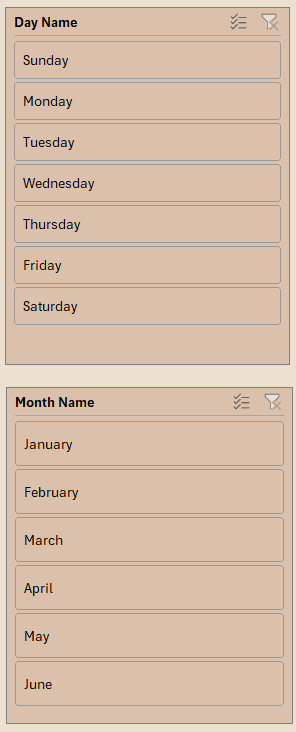 Day Name
Sunday
Monday
Tuesday
Wednesday
Thursday
Friday
Saturday
Month Name
January
February
March
April
May
June